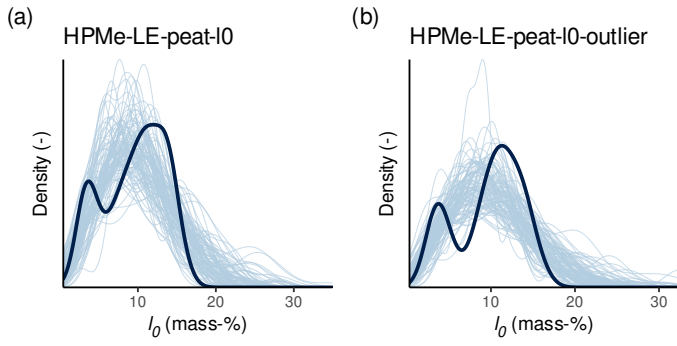 (a)
HPMe-LE-peat-l0
Density (-)
10
20
30
l0 (mass-%)
(b)
HPMe-LE-peat-l0-outlier
Density (-)
10
20
30
l0 (mass-%)